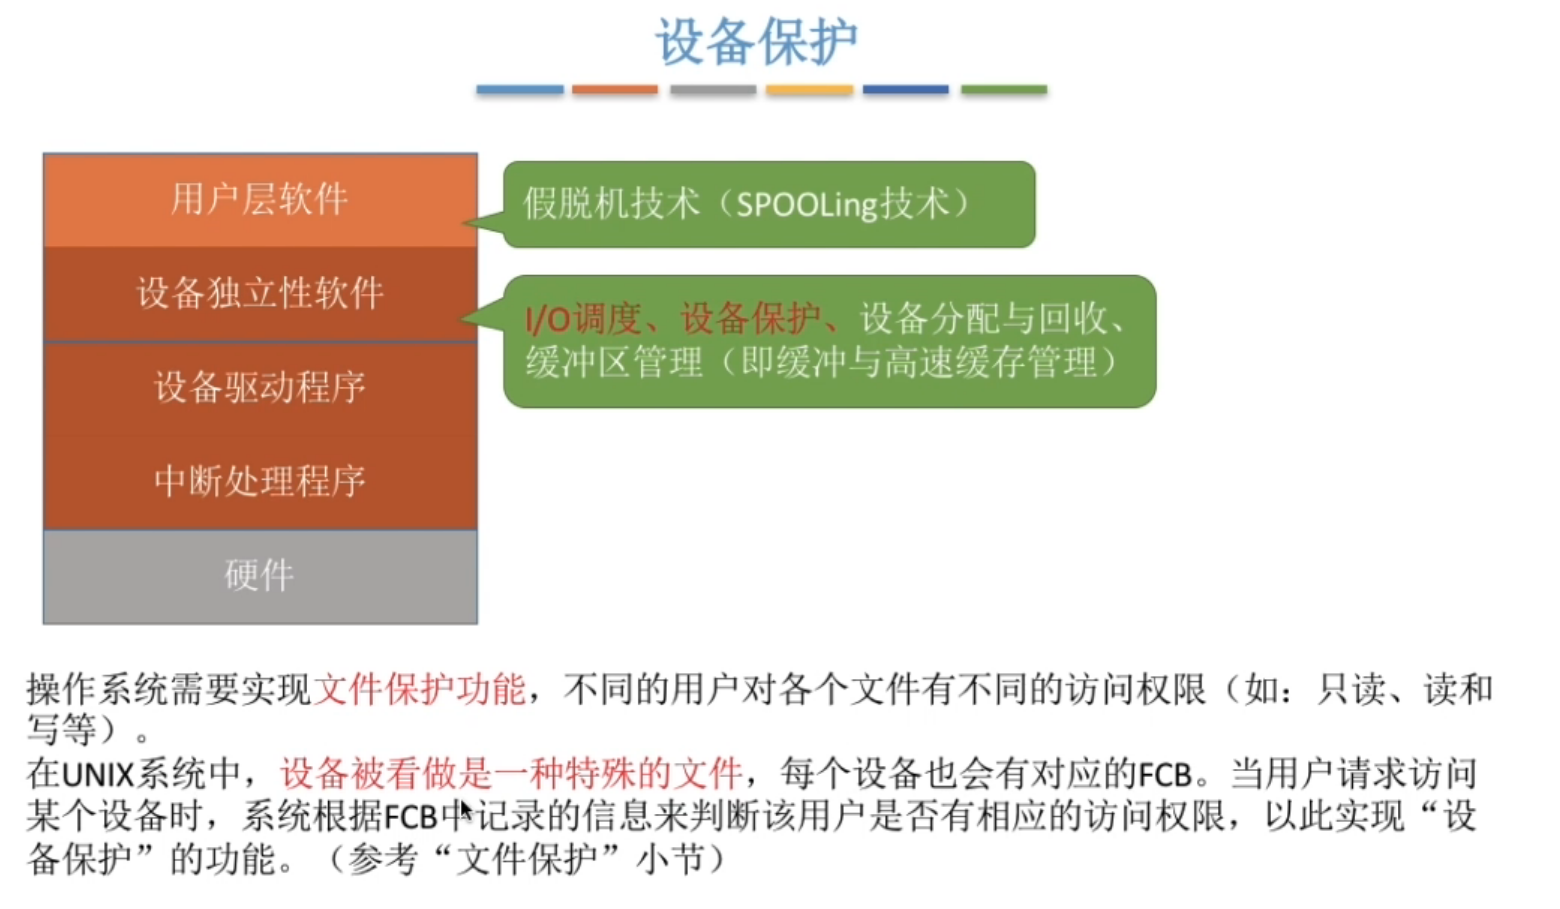 设备保护
用户层软件
假脱机技术（SPOOLing技术）
设备独立性软件
I/O调度、设备保护、设备分配与回收、
缓冲区管理（即缓冲与高速缓存管理）
设备驱动程序
中断处理程序
硬件
操作系统需要实现文件保护功能，不同的用户对各个文件有不同的访问权限（如：只读、读和
写等）。
在UNIX系统中，设备被看做是一种特殊的文件，每个设备也会有对应的FCB。当用户请求访问
某个设备时，系统根据FCB中记录的信息来判断该用户是否有相应的访问权限，以此实现“设
备保护”的功能。（参考“文件保护”小节）